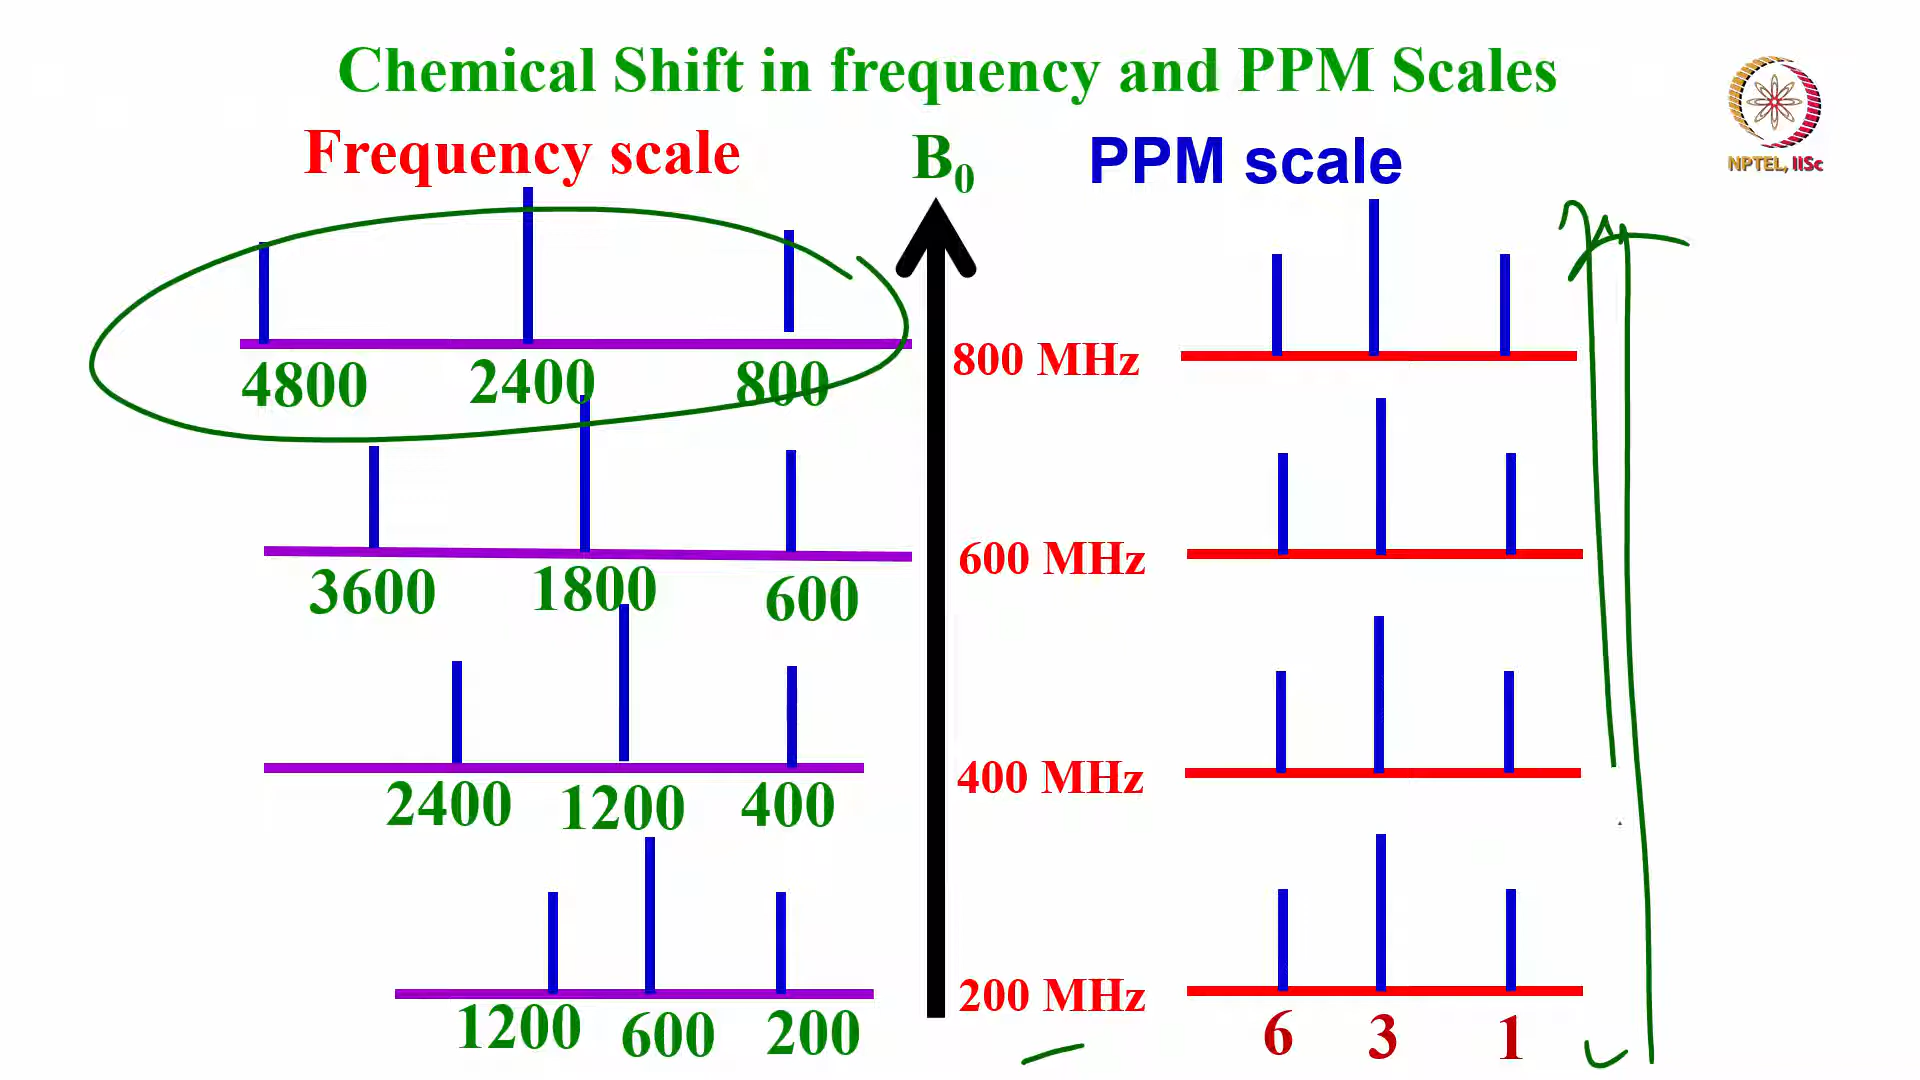 Chemical Shift in frequency and PPM Scales
Frequency scale
B0
PPM scale
NPTEL, IISc
4800 2400 800
800 MHz
3600 1800 600
600 MHz
2400 1200 400
400 MHz
1200 600 200
200 MHz
6 3 1